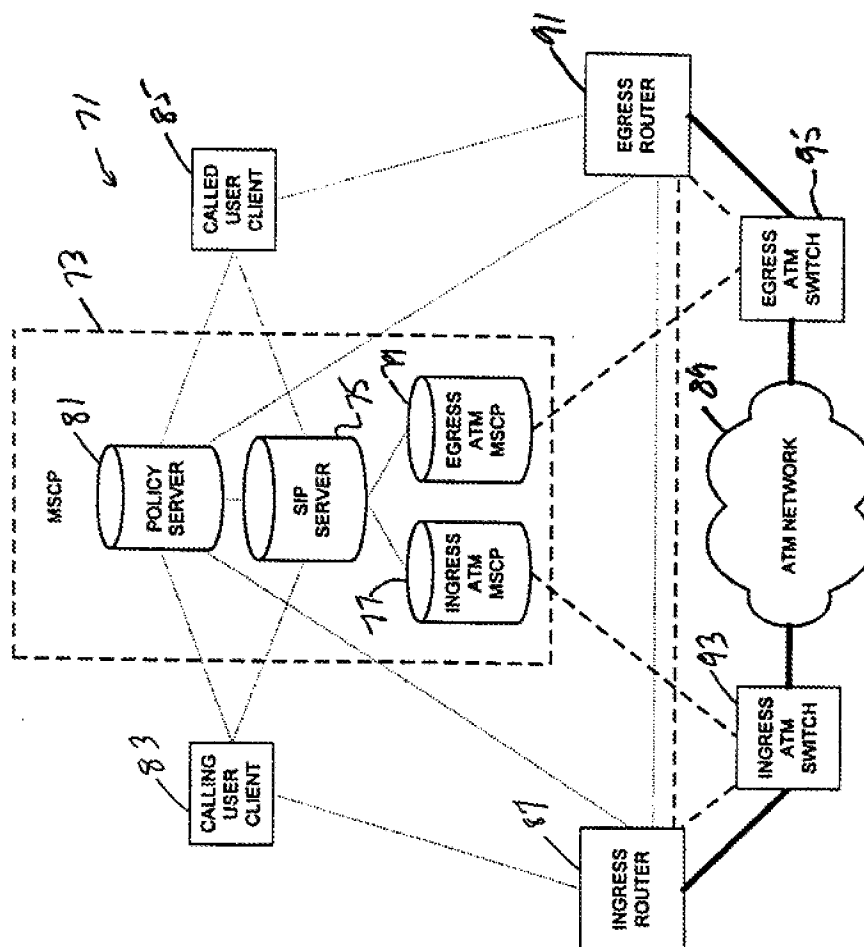 71
73
MSCP
81
POLICY
SERVER
83
CALLING
USER
CLIENT
85
CALLED
USER
CLIENT
75
SIP
SERVER
77
INGRESS
ATM
MSCP
79
EGRESS
ATM
MSCP
87
INGRESS
ROUTER
91
EGRESS
ROUTER
93
INGRESS
ATM
SWITCH
89
ATM NETWORK
95
EGRESS
ATM
SWITCH